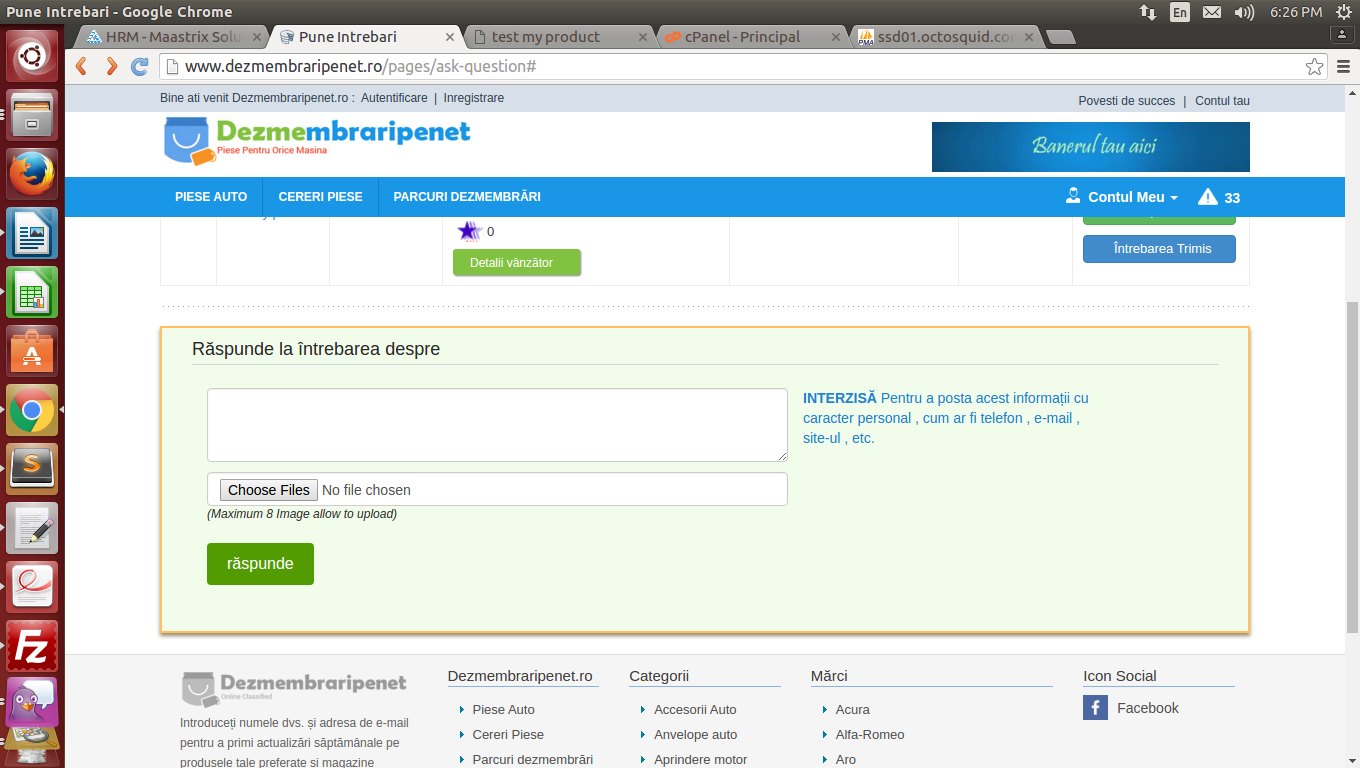 Pune Intrebari - Google Chrome
En
6:26 PM
HRM - Maastrix Solu
Pune Intrebari
test my product
cPanel - Principal
ssd01.octosquid.co
www.dezmembraripenet.ro/pages/ask-question#
Bine ati venit Dezmembraripenet.ro : Autentificare | Inregistrare
Povesti de succes | Contul tau
Dezmembraripenet
Piese Pentru Orice Masina
Banerul tau aici
PIESE AUTO
CERERI PIESE
PARCURI DEZMEMBRĂRI
Contul Meu
33
0
Detalii vânzător
Întrebarea Trimis
Răspunde la întrebarea despre
INTERZISĂ Pentru a posta acest informații cu
caracter personal , cum ar fi telefon , e-mail ,
site-ul , etc.
Choose Files No file chosen
(Maximum 8 Image allow to upload)
răspunde
Dezmembraripenet
Online Classified
Introduceți numele dvs. și adresa de e-mail
pentru a primi actualizări săptămânale pe
produsele tale preferate și magazine
Dezmembraripenet.ro
Piese Auto
Cereri Piese
Parcuri dezmembrări
Categorii
Accesorii Auto
Anvelope auto
Aprindere motor
Mărci
Acura
Alfa-Romeo
Aro
Icon Social
Facebook